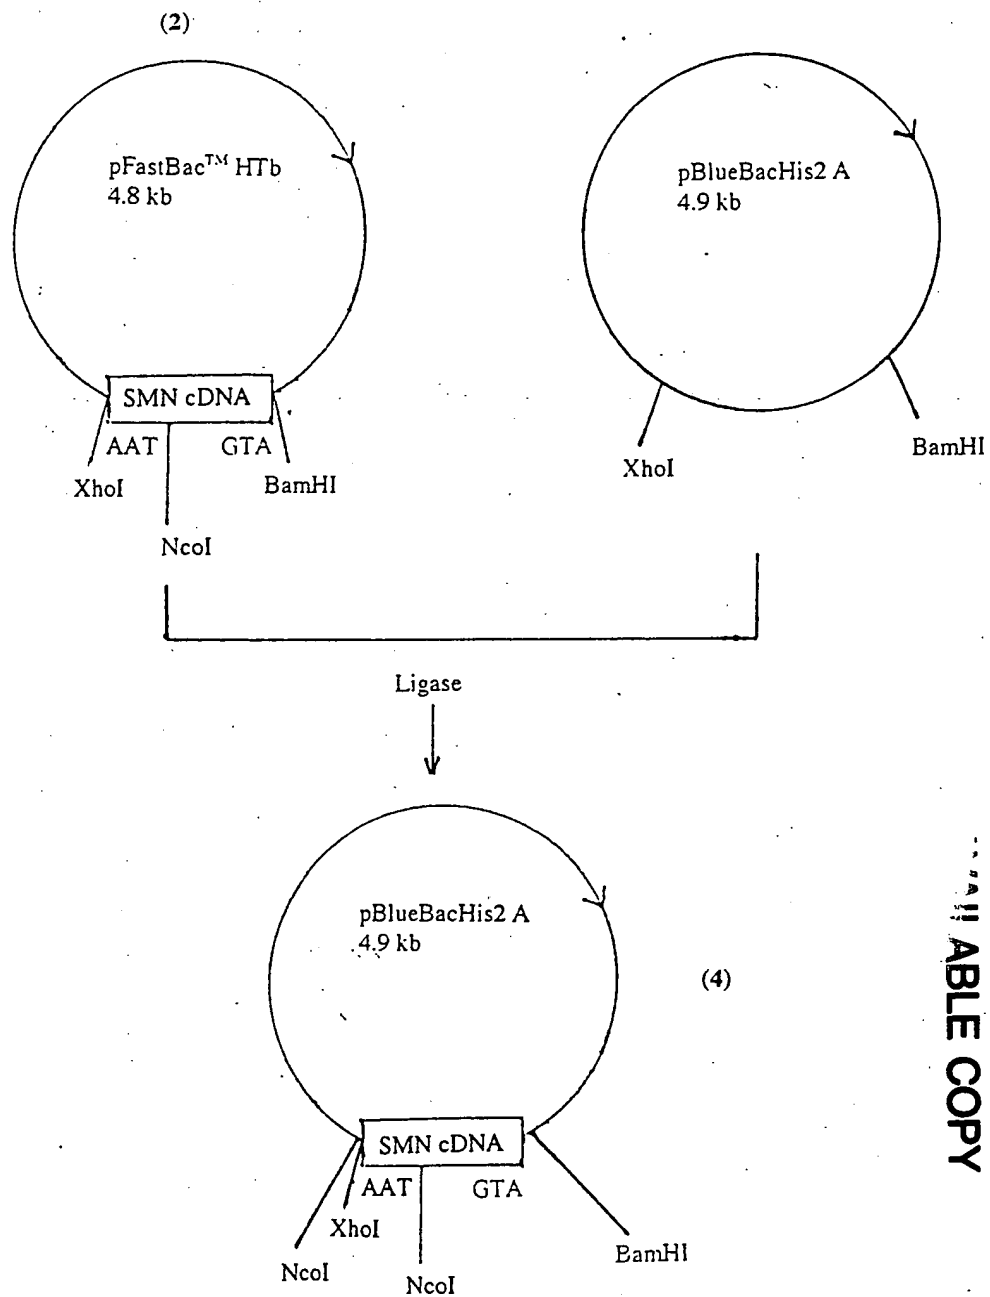 (2)
pFastBac™ HTb
4.8 kb
pBlueBacHis2 A
4.9 kb
SMN cDNA
AAT
GTA
XhoI
BamHI
NcoI
XhoI
BamHI
Ligase
pBlueBacHis2 A
4.9 kb
(4)
SMN cDNA
AAT
GTA
XhoI
NcoI
NcoI
BamHI
ABLE COPY